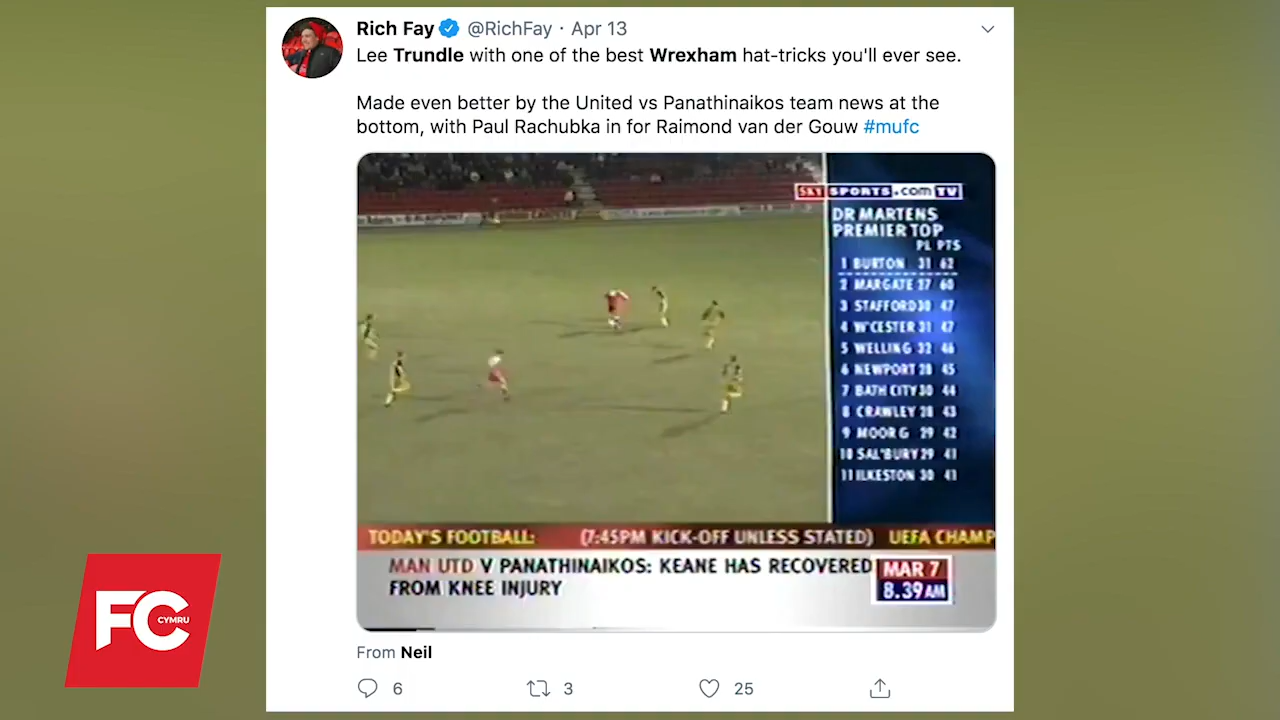 Rich Fay @RichFay · Apr 13
Lee Trundle with one of the best Wrexham hat-tricks you'll ever see.
Made even better by the United vs Panathinaikos team news at the
bottom, with Paul Rachubka in for Raimond van der Gouw #mufc
SKY SPORTS.COM TV
DR MARTENS
PREMIER TOP
PL PTS
1 BURTON 31 62
2 MARGATE 27 60
3 STAFFORD 30 47
4 W'CESTER 31 47
5 WELLING 32 46
6 NEWPORT 28 45
7 BATH CITY 30 44
8 CRAWLEY 28 43
9 MOOR G 29 42
10 SAL'BURY 29 41
11 ILKESTON 30 41
TODAY'S FOOTBALL: (7:45PM KICK-OFF UNLESS STATED) UEFA CHAMP
MAN UTD V PANATHINAIKOS: KEANE HAS RECOVERED
FROM KNEE INJURY
MAR 7
8.39AM
From Neil
6 3 25
FC CYMRU